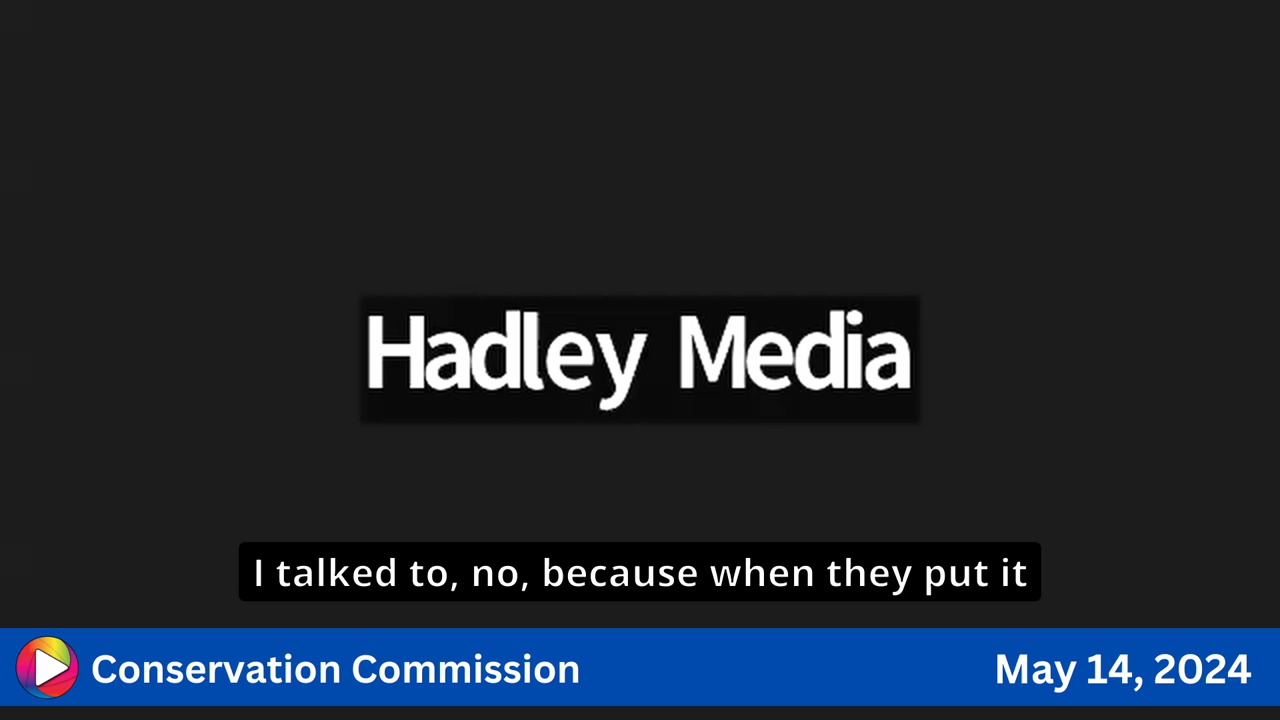 Hadley Media
I talked to, no, because when they put it
Conservation Commission
May 14, 2024